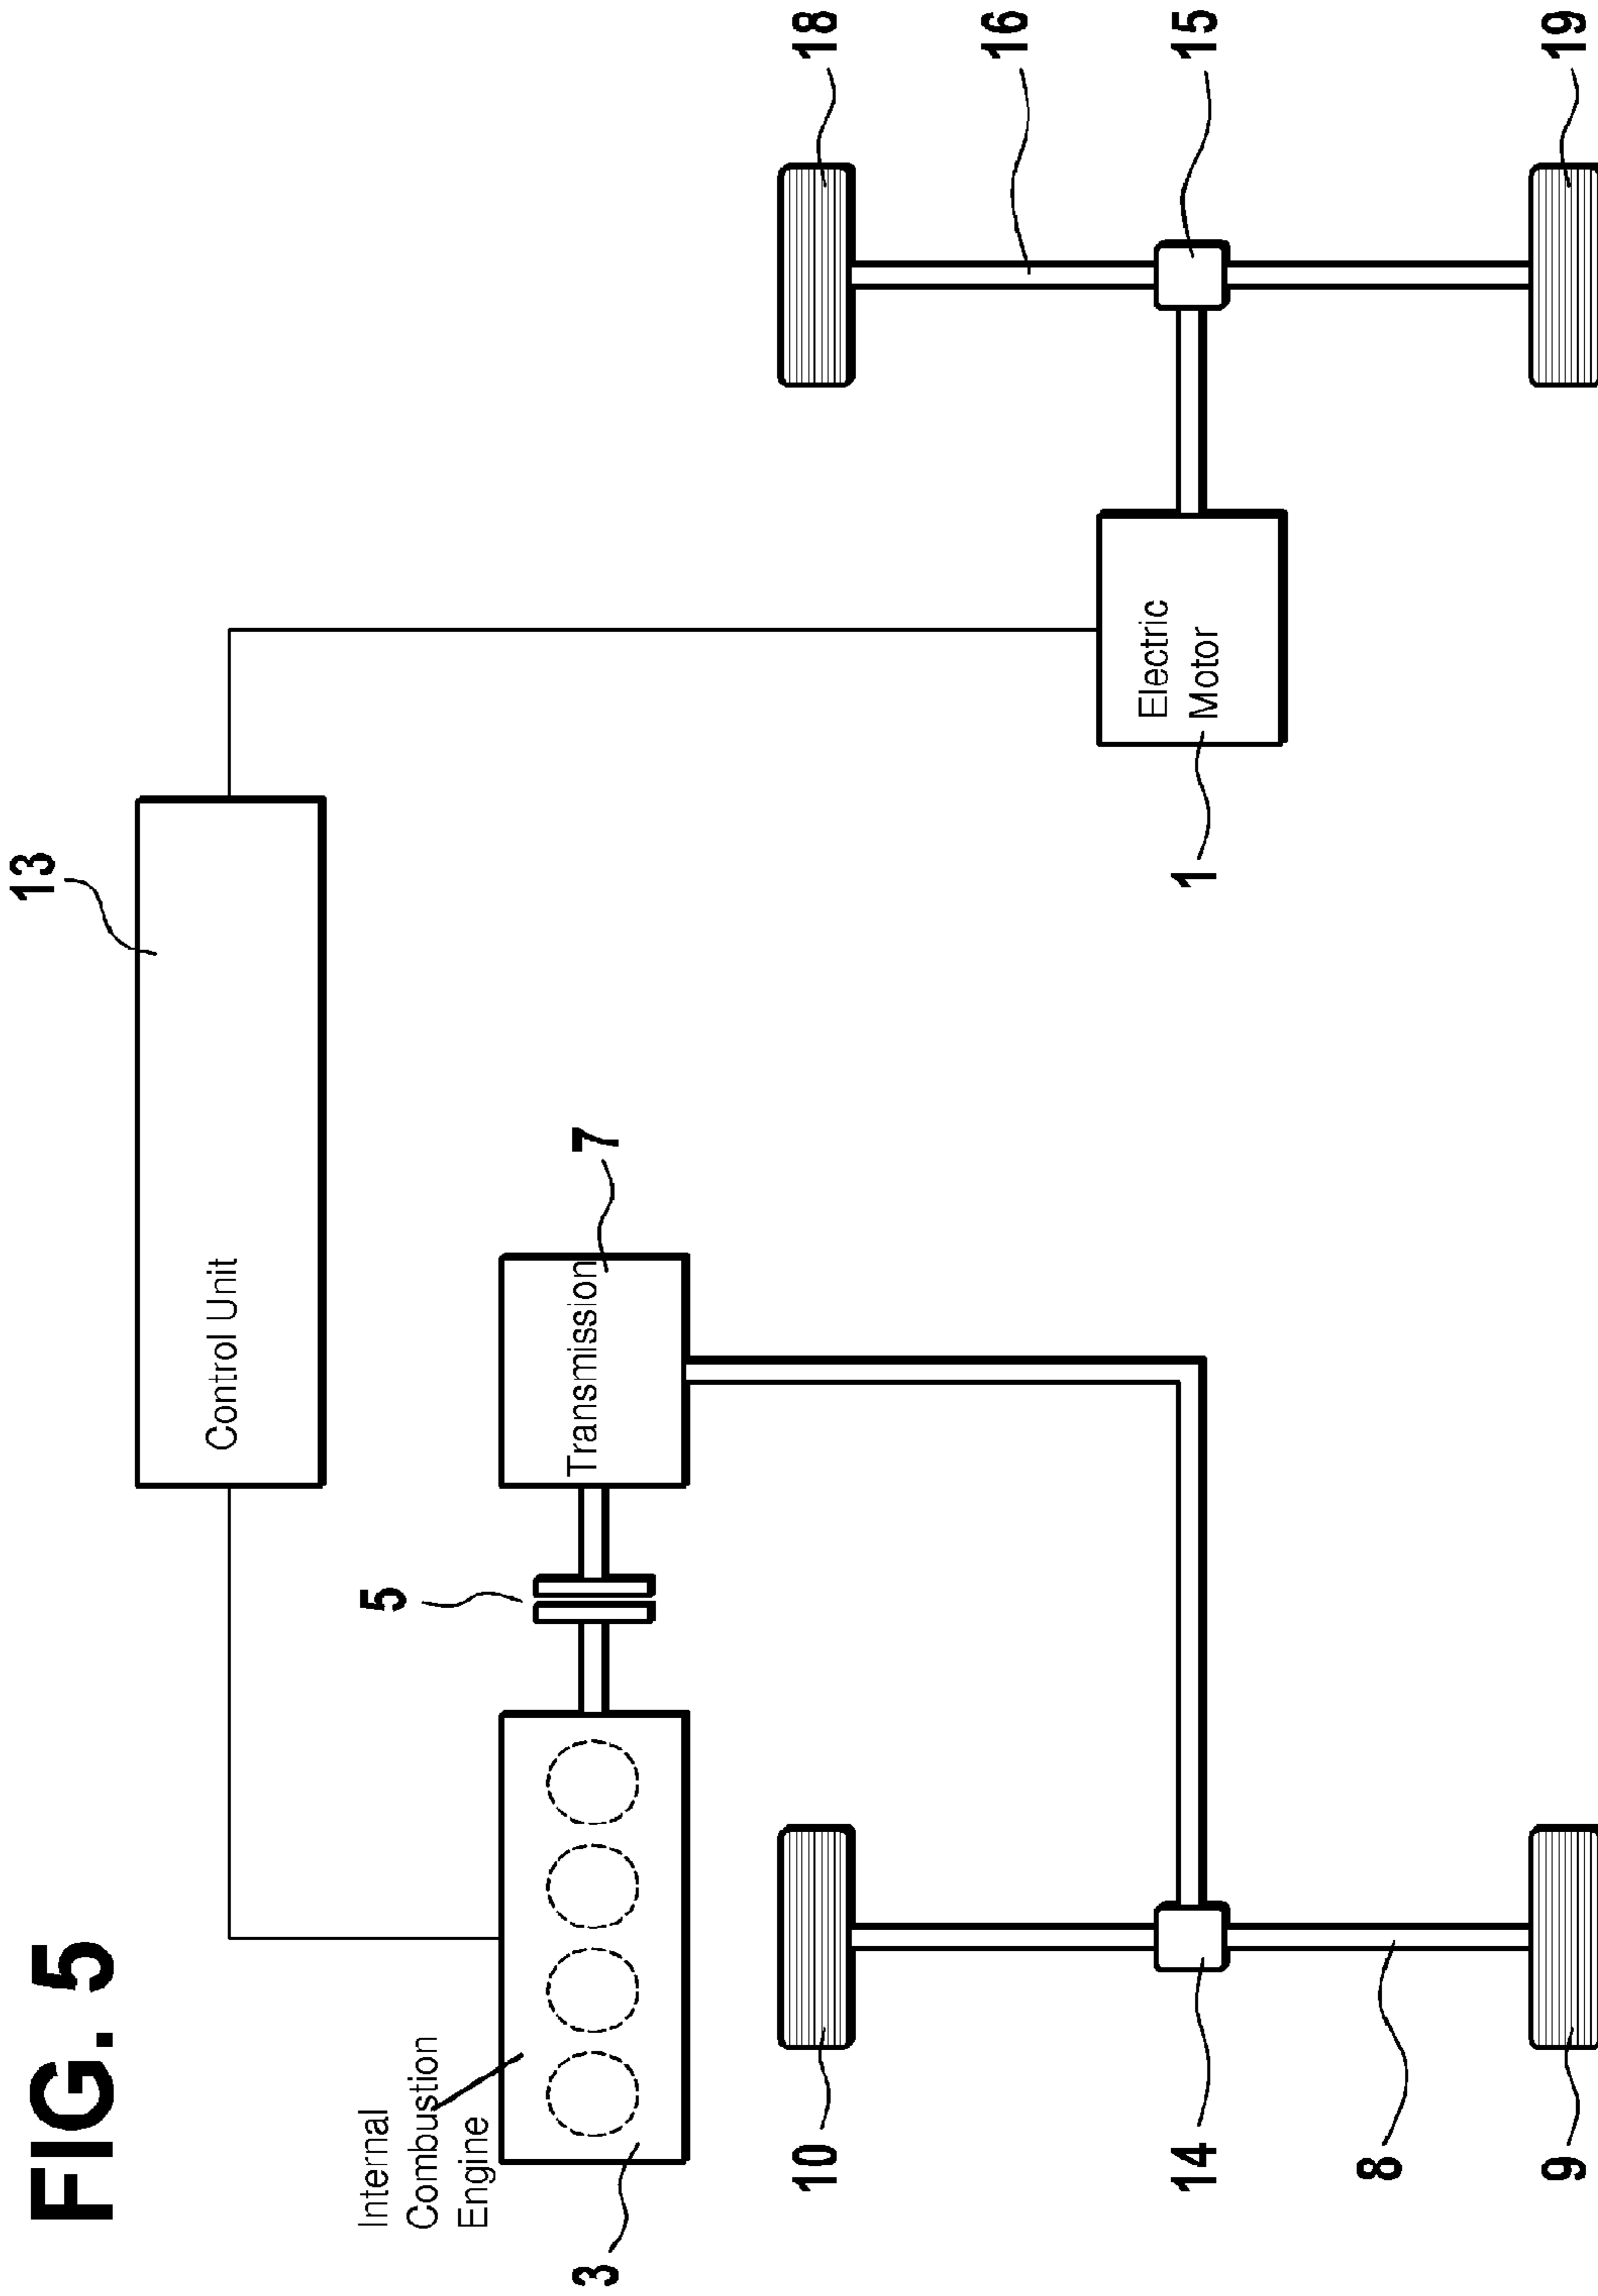 FIG. 5
13
Control Unit
Internal
Combustion
Engine
3
5
Transmission
7
10
14
8
9
Electric
Motor
1
18
16
15
19